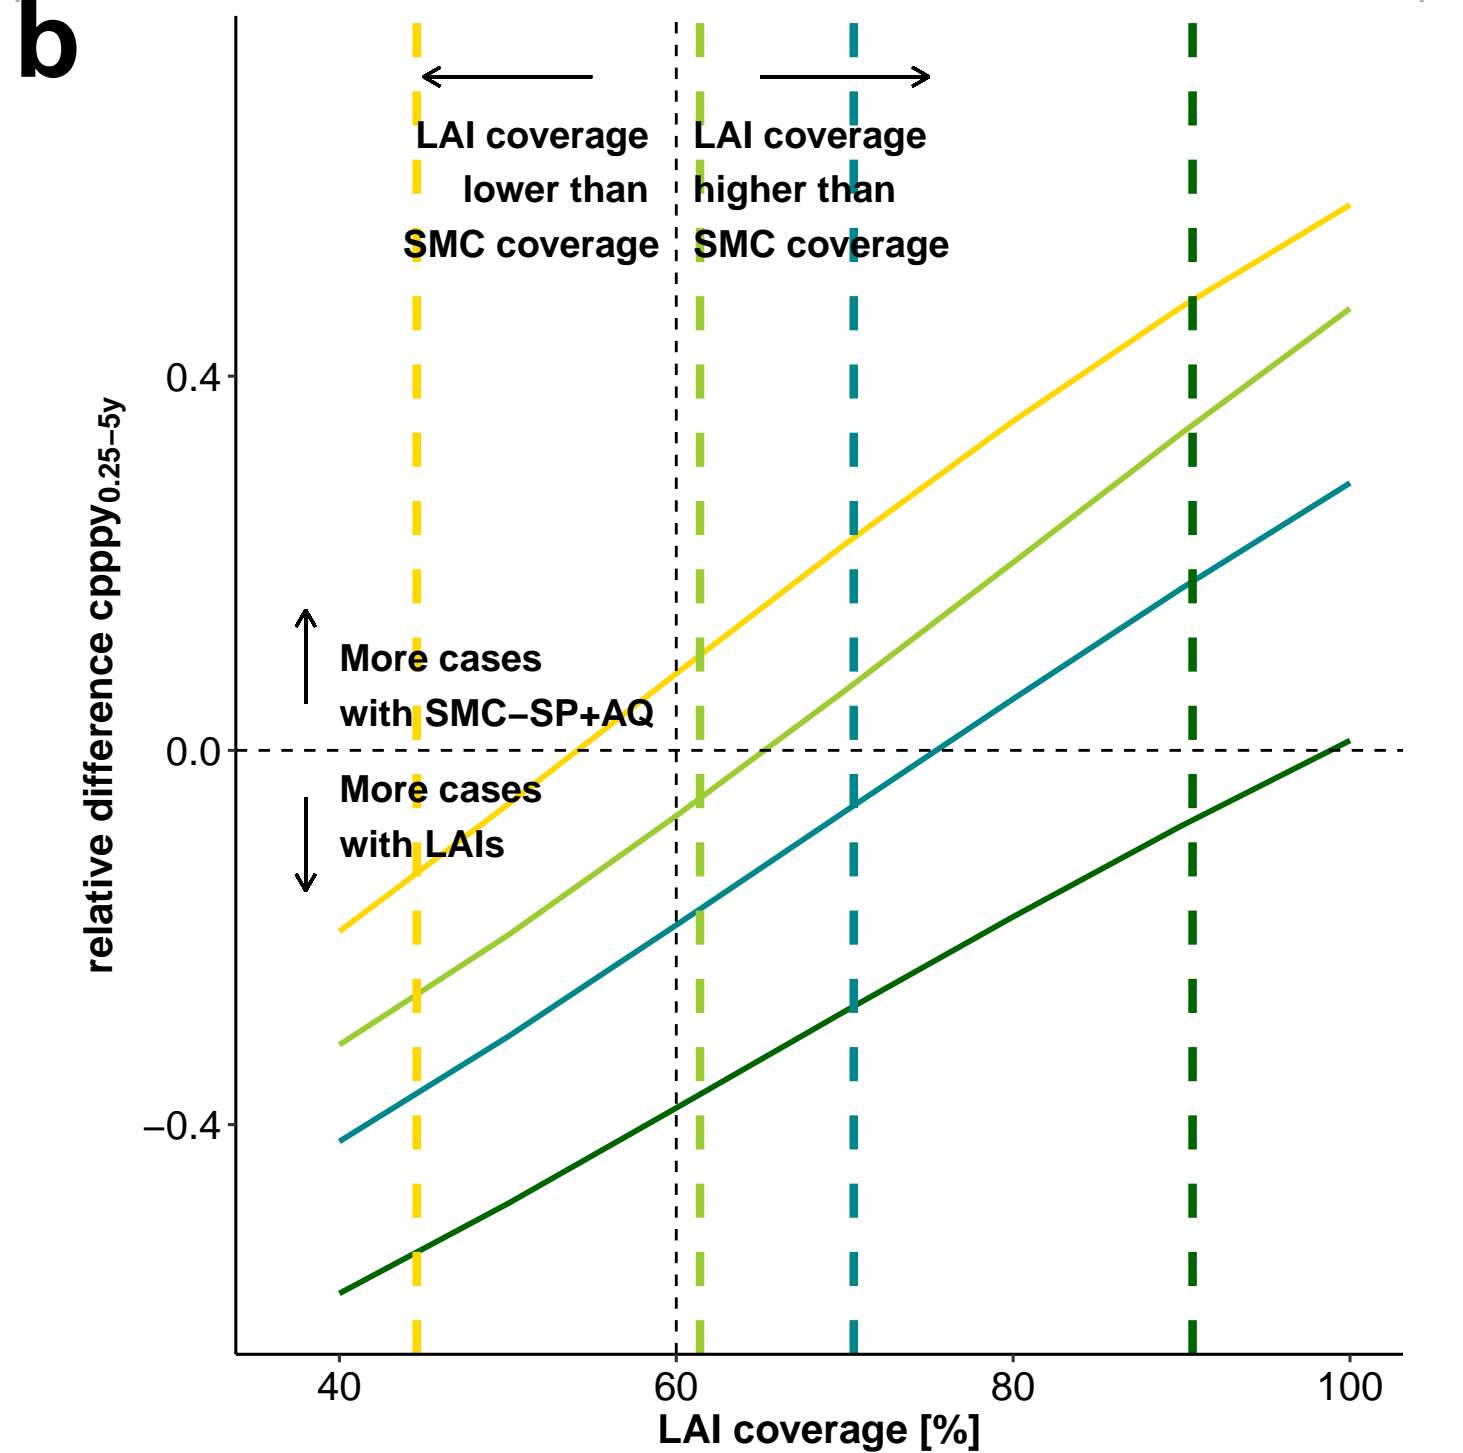 b
LAI coverage
lower than
SMC coverage
LAI coverage
higher than
SMC coverage
0.4
0.0
−0.4
relative difference cpppy0.25−5y
More cases
with SMC−SP+AQ
More cases
with LAIs
40
60
80
100
LAI coverage [%]